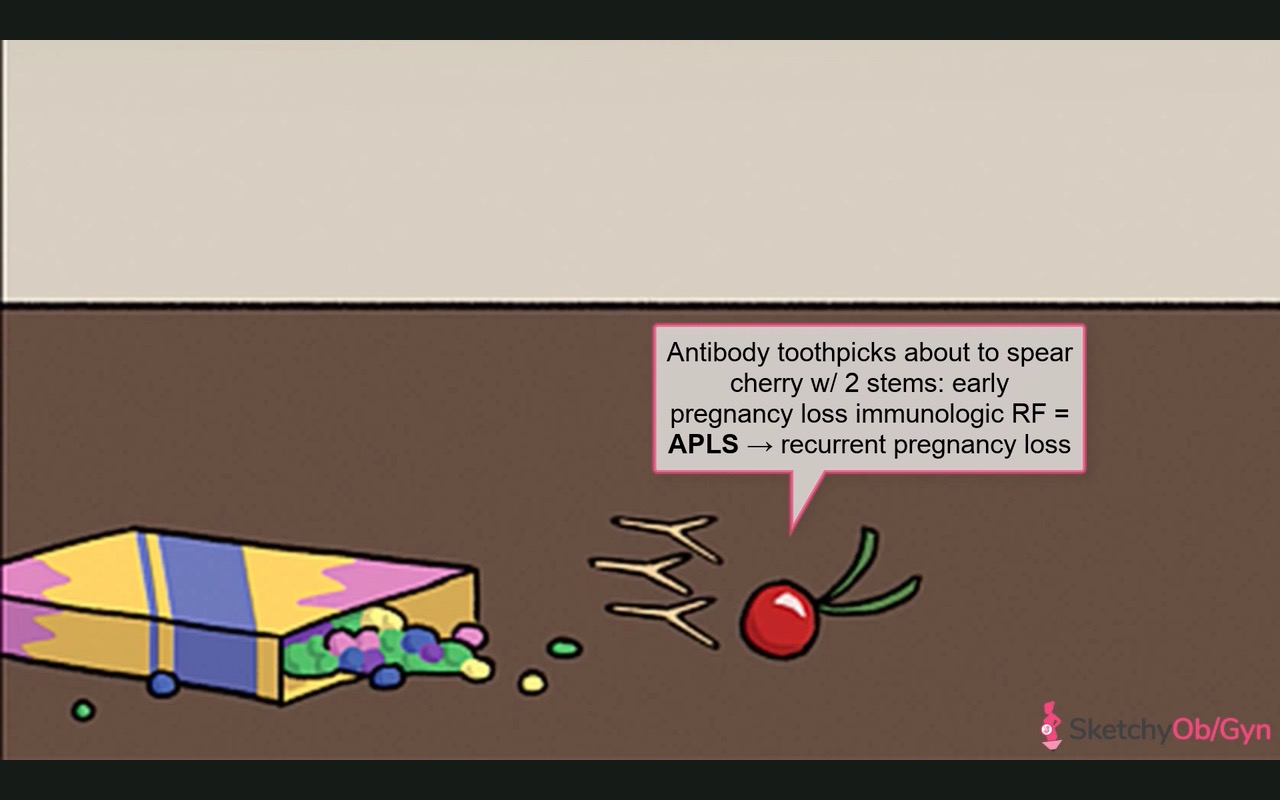 Antibody toothpicks about to spear
cherry w/ 2 stems: early
pregnancy loss immunologic RF =
APLS → recurrent pregnancy loss
SketchyOb/Gyn